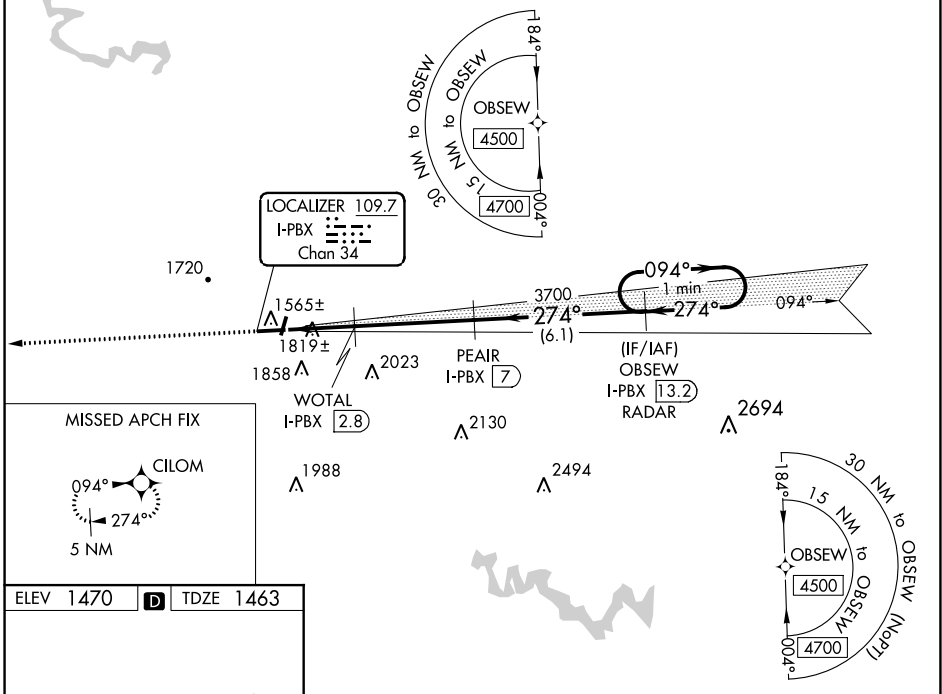 184°
30 NM to OBSEW
15 NM to OBSEW
OBSEW
4500
4700
004°
LOCALIZER 109.7
I-PBX
Chan 34
1720
1565±
1819±
1858
2023
094°
1 min
3700
274°
274°
094°
(6.1)
PEAIR
I-PBX 7
(IF/IAF)
OBSEW
I-PBX 13.2
RADAR
WOTAL
I-PBX 2.8
2130
2694
1988
2494
MISSED APCH FIX
CILOM
094°
274°
5 NM
184°
30 NM to OBSEW (NoPT)
15 NM to OBSEW
OBSEW
4500
4700
004°
ELEV 1470 D TDZE 1463